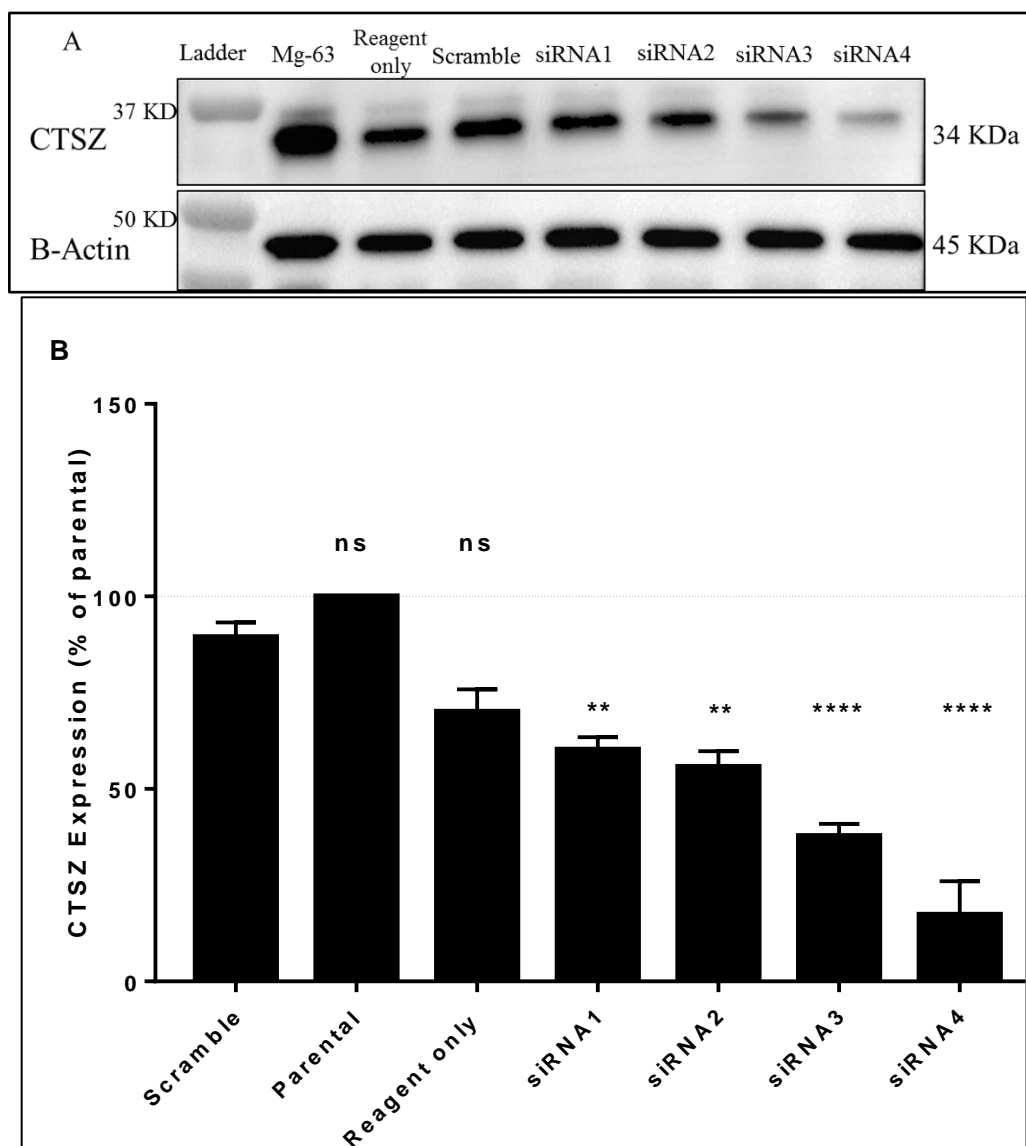 A
Ladder Mg-63 Reagent only Scramble siRNA1 siRNA2 siRNA3 siRNA4
37 KD
CTSZ
34 KDa
50 KD
B-Actin
45 KDa
B
CTSZ Expression (% of parental)
150
100
50
0
ns ns ** ** **** ****
Scramble Parental Reagent only siRNA1 siRNA2 siRNA3 siRNA4